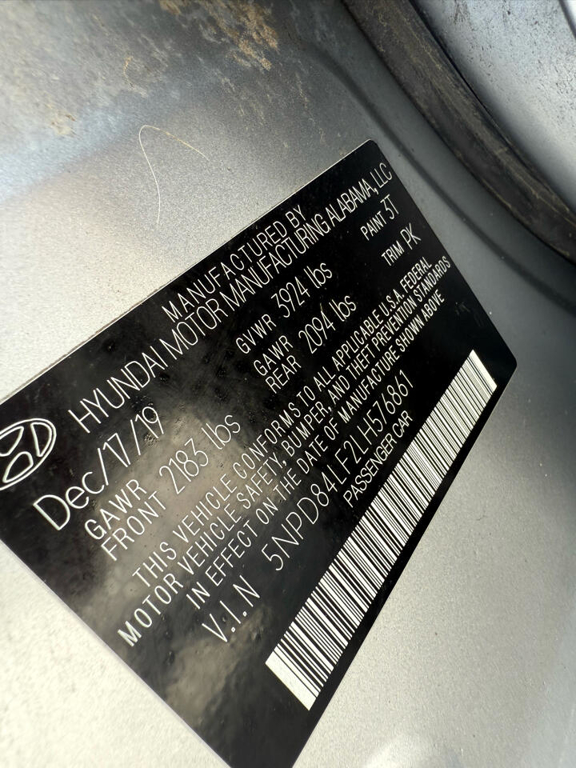 MANUFACTURED BY
HYUNDAI MOTOR MANUFACTURING ALABAMA, LLC
Dec/17/19 GVWR 3924 lbs PAINT 3T
GAWR FRONT 2183 lbs GAWR REAR 2094 lbs TRIM PK
THIS VEHICLE CONFORMS TO ALL APPLICABLE U.S.A. FEDERAL
MOTOR VEHICLE SAFETY, BUMPER, AND THEFT PREVENTION STANDARDS
IN EFFECT ON THE DATE OF MANUFACTURE SHOWN ABOVE
V.I.N 5NPD84LF2LH576861
PASSENGER CAR